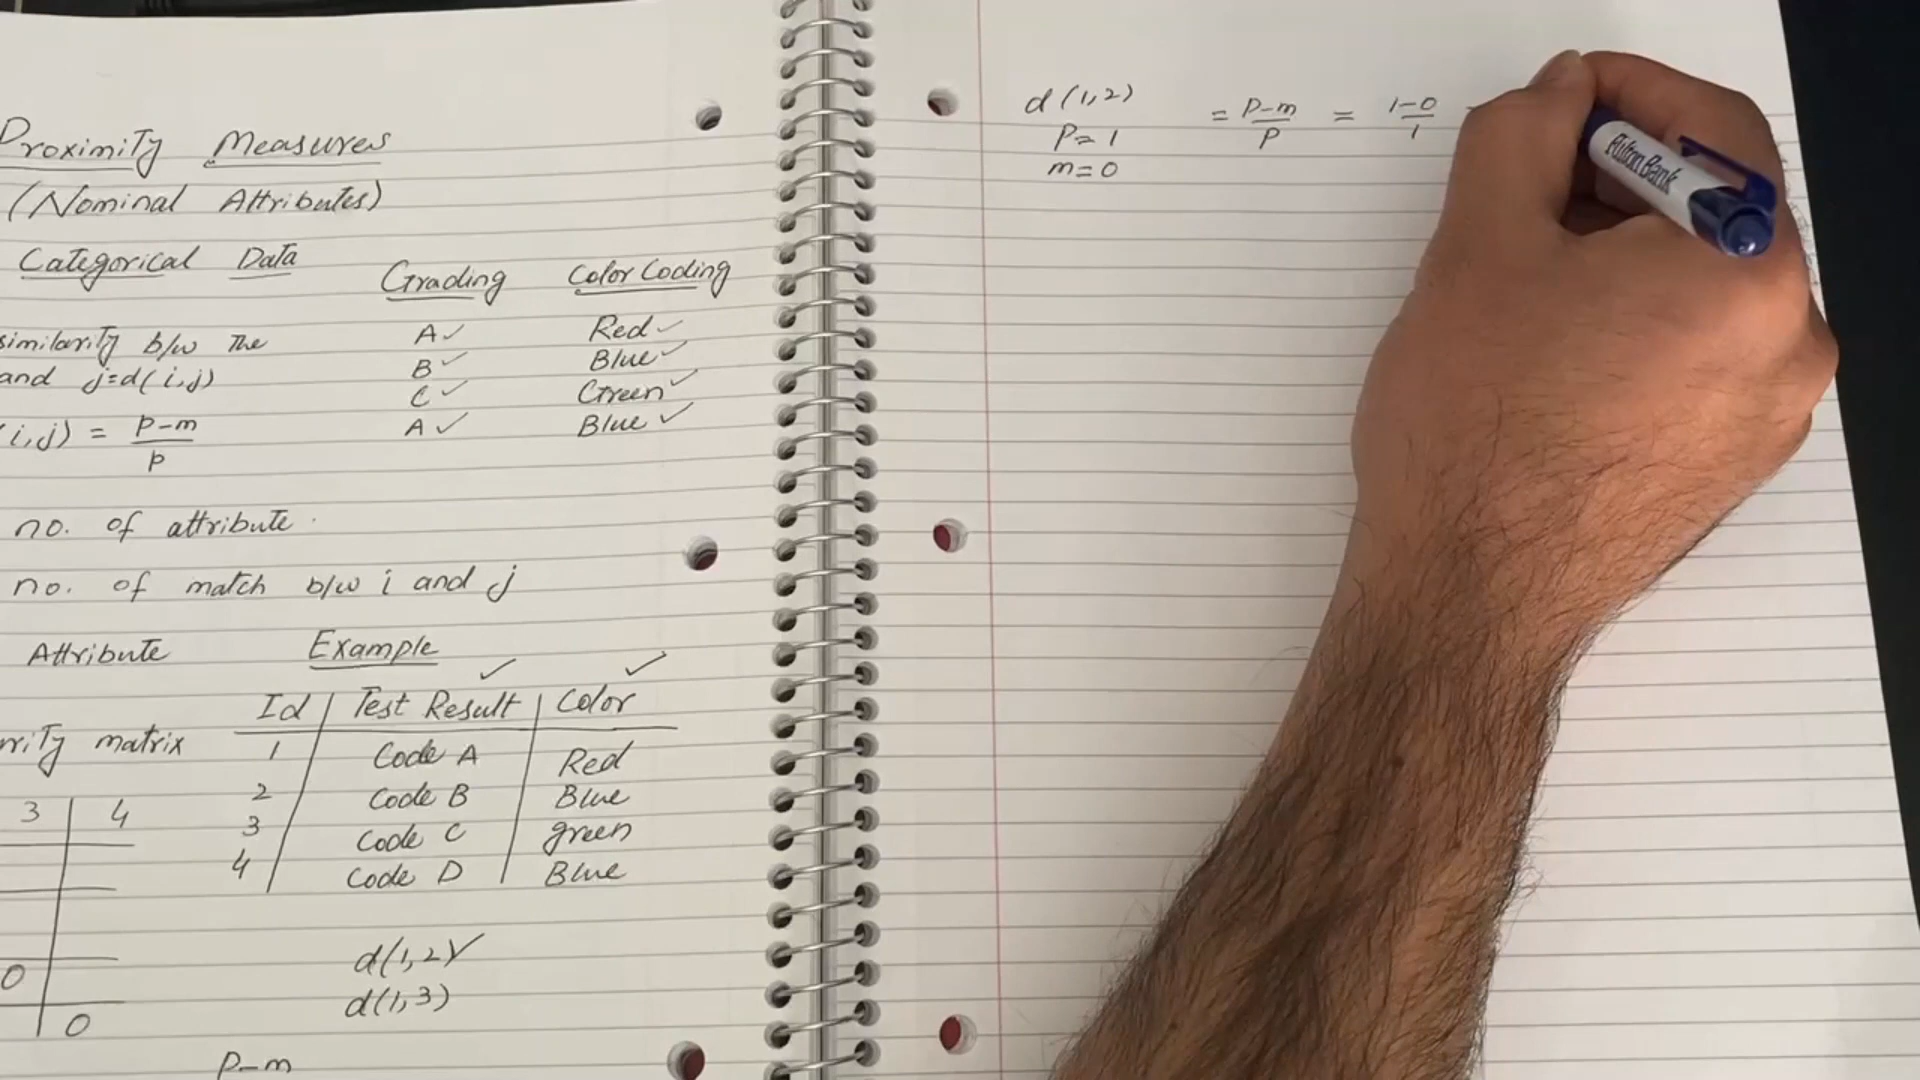 Proximity Measures
(Nominal Attributes)
Categorical Data
Grading Color Coding
similarity b/w the
and j=d(i,j)
A ✓ Red ✓
B ✓ Blue ✓
C ✓ Green ✓
A ✓ Blue ✓
(i,j) = p-m
p
no. of attribute
no. of match b/w i and j
Attribute
Example
✓ ✓
Id Test Result Color
1 Code A Red
2 Code B Blue
3 Code C green
4 Code D Blue
rity matrix
3 4
0
0
d(1,2) ✓
d(1,3)
P-m
d(1,2)
P=1
m=0
= P-m = 1-0
P 1
Alton Bank